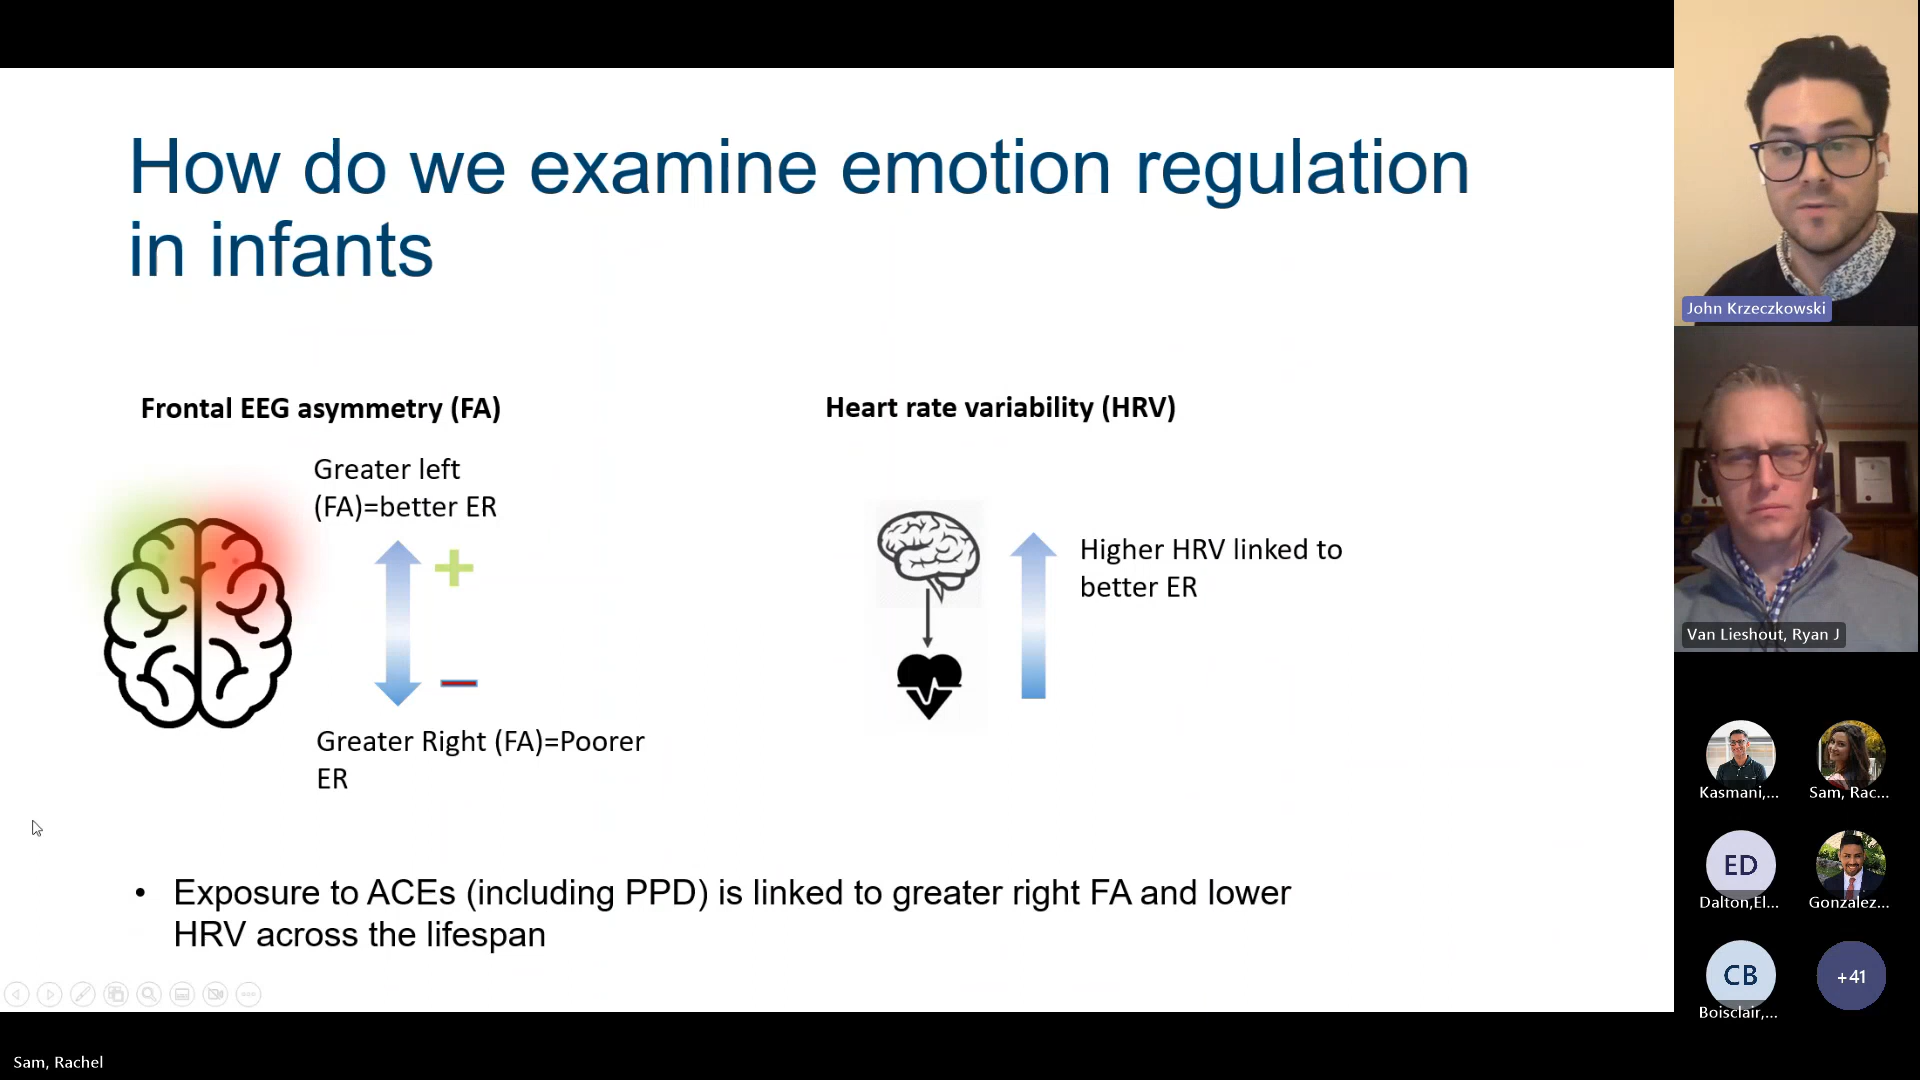 How do we examine emotion regulation
in infants
Frontal EEG asymmetry (FA)
Greater left
(FA)=better ER
Greater Right (FA)=Poorer
ER
Heart rate variability (HRV)
Higher HRV linked to
better ER
• Exposure to ACEs (including PPD) is linked to greater right FA and lower
HRV across the lifespan
John Krzeczkowski
Van Lieshout, Ryan J
Kasmani,...
Sam, Rac...
ED
Dalton,El...
Gonzalez...
CB
Boisclair,...
+41
Sam, Rachel